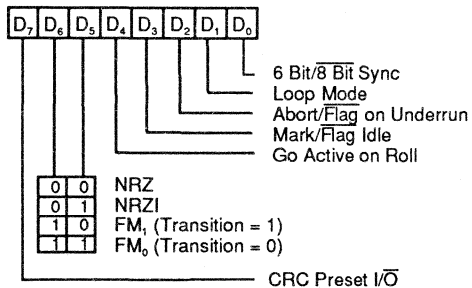 D₇ D₆ D₅ D₄ D₃ D₂ D₁ D₀
6 Bit/8 Bit Sync
Loop Mode
Abort/Flag on Underrun
Mark/Flag Idle
Go Active on Roll
0 0 NRZ
0 1 NRZI
1 0 FM₁ (Transition = 1)
1 1 FM₀ (Transition = 0)
CRC Preset I/O